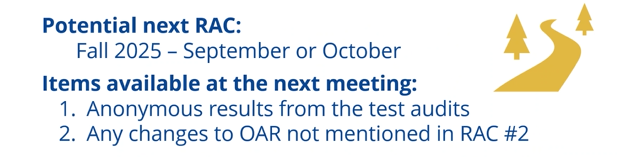 Potential next RAC:
Fall 2025 – September or October
Items available at the next meeting:
1. Anonymous results from the test audits
2. Any changes to OAR not mentioned in RAC #2